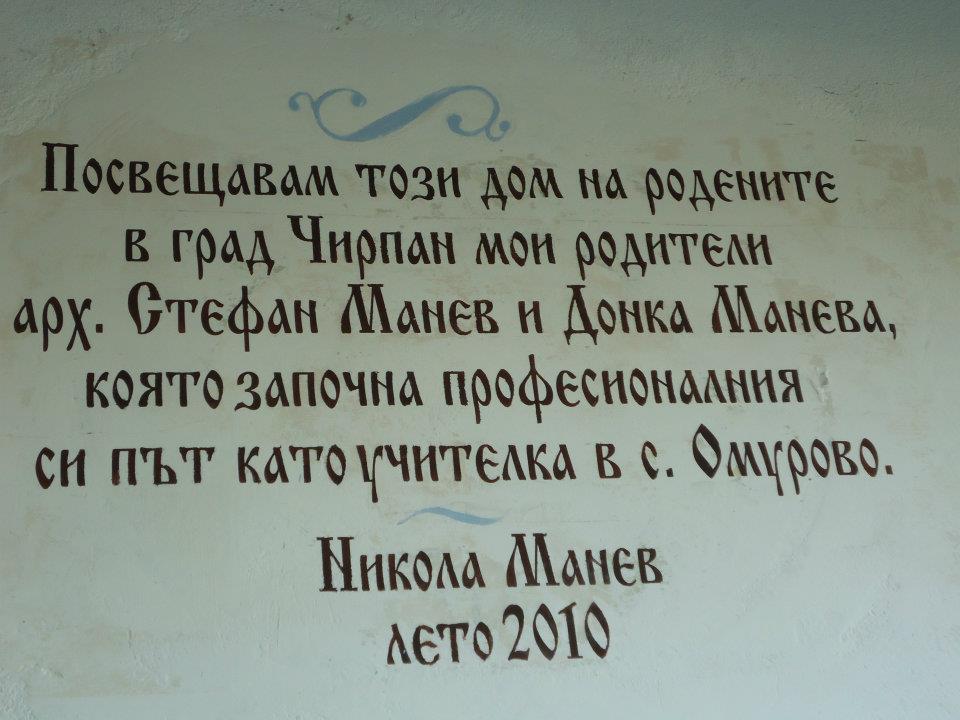 Посвещавам този дом на родените
в град Чирпан мои родители
арх. Стефан Манев и Донка Манева,
която започна професионалния
си път като учителка в с. Омурово.
Никола Манев
лето 2010